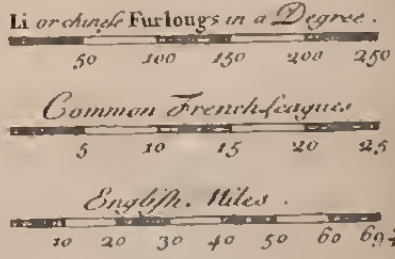 Li or chinese Furlongs in a Degree.
50 100 150 200 250
Common French Leagues
5 10 15 20 25
English. Miles.
10 20 30 40 50 60 69½